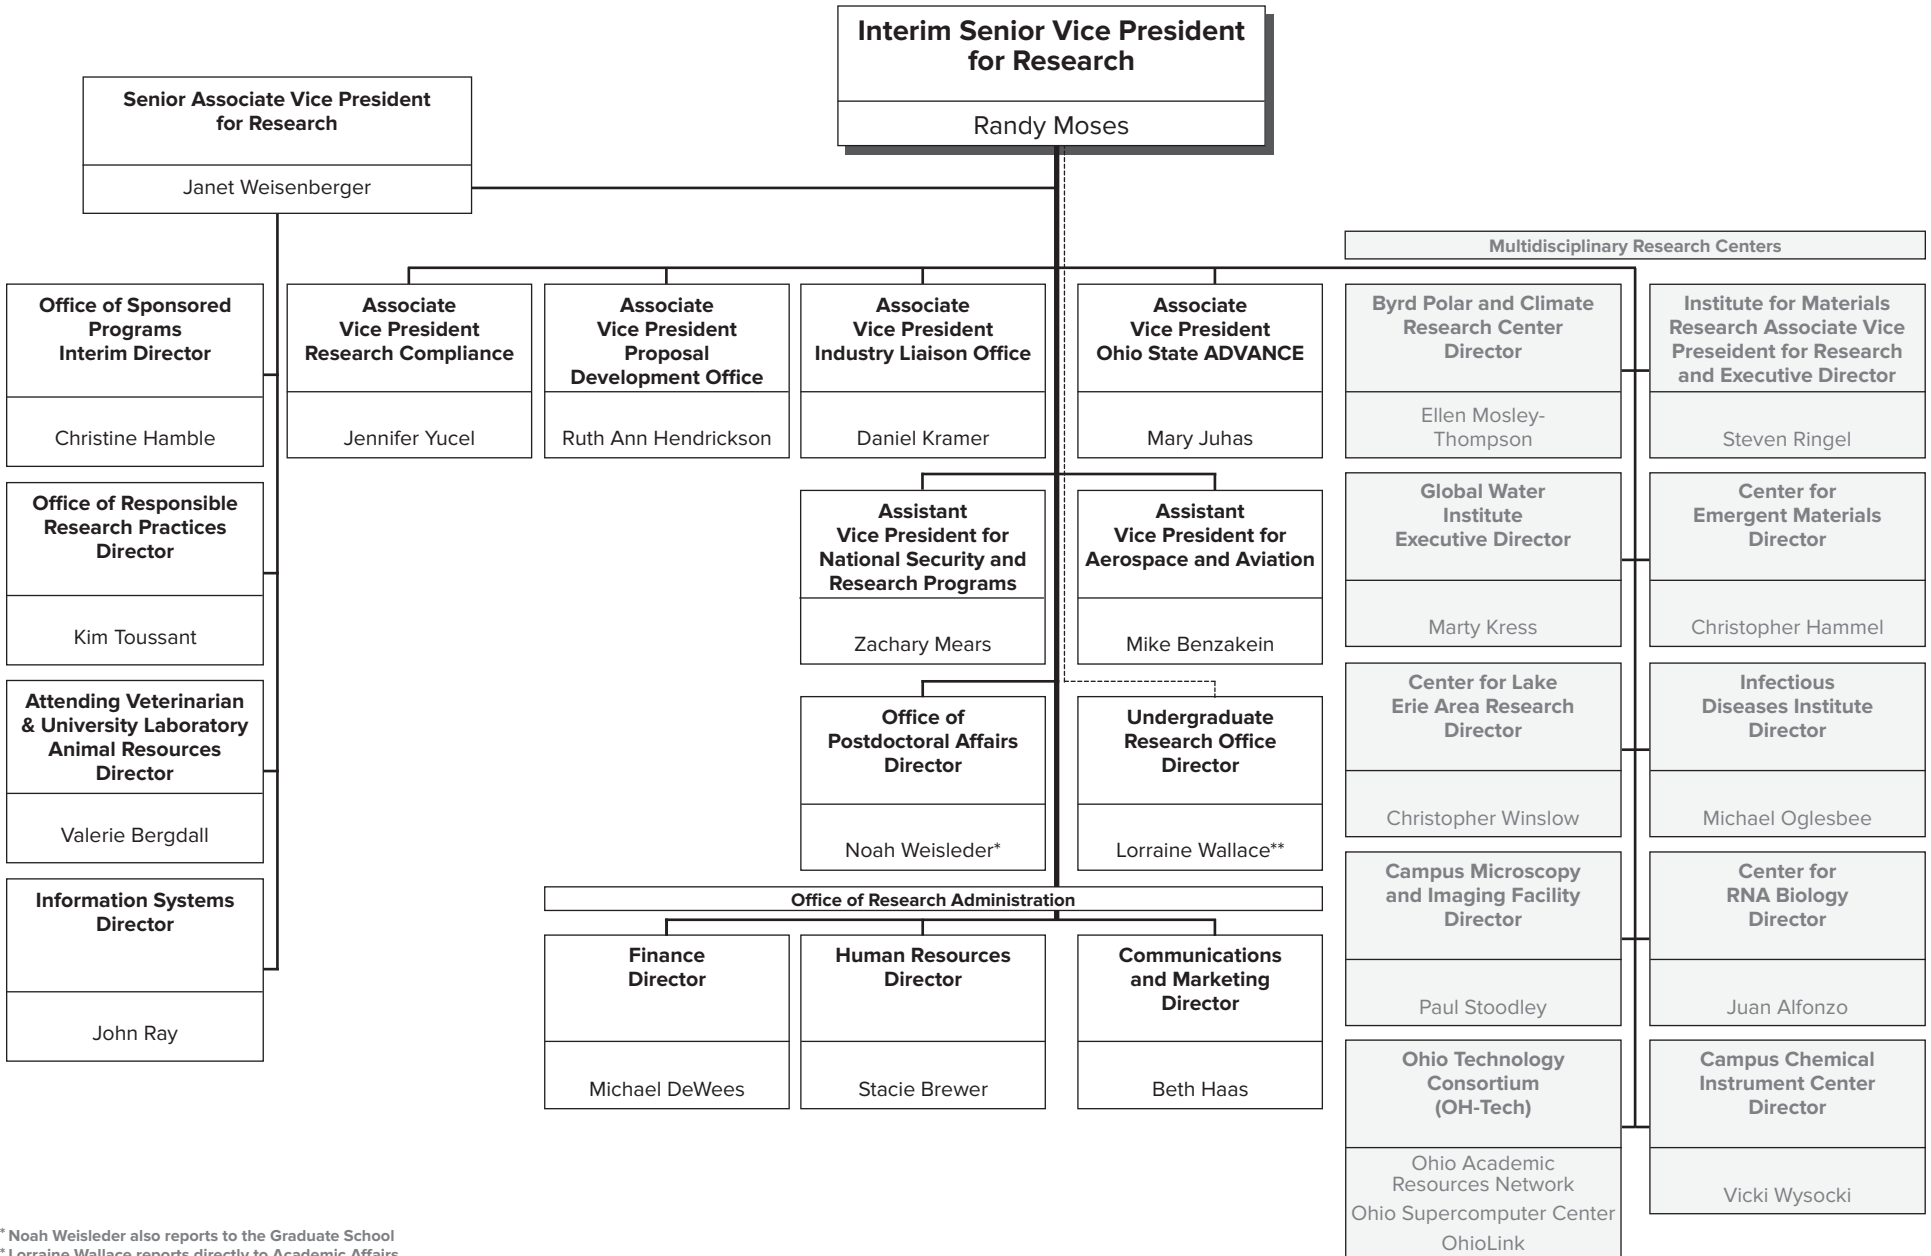 Interim Senior Vice President
for Research
Randy Moses
Senior Associate Vice President
for Research
Janet Weisenberger
Office of Sponsored
Programs
Interim Director
Christine Hamble
Office of Responsible
Research Practices
Director
Kim Toussant
Attending Veterinarian
& University Laboratory
Animal Resources
Director
Valerie Bergdall
Information Systems
Director
John Ray
Associate
Vice President
Research Compliance
Jennifer Yucel
Associate
Vice President
Proposal
Development Office
Ruth Ann Hendrickson
Associate
Vice President
Industry Liaison Office
Daniel Kramer
Associate
Vice President
Ohio State ADVANCE
Mary Juhas
Assistant
Vice President for
National Security and
Research Programs
Zachary Mears
Assistant
Vice President for
Aerospace and Aviation
Mike Benzakein
Office of
Postdoctoral Affairs
Director
Noah Weisleder*
Undergraduate
Research Office
Director
Lorraine Wallace**
Office of Research Administration
Finance
Director
Michael DeWees
Human Resources
Director
Stacie Brewer
Communications
and Marketing
Director
Beth Haas
Multidisciplinary Research Centers
Byrd Polar and Climate
Research Center
Director
Ellen Mosley-
Thompson
Institute for Materials
Research Associate Vice
Preseident for Research
and Executive Director
Steven Ringel
Global Water
Institute
Executive Director
Marty Kress
Center for
Emergent Materials
Director
Christopher Hammel
Center for Lake
Erie Area Research
Director
Christopher Winslow
Infectious
Diseases Institute
Director
Michael Oglesbee
Campus Microscopy
and Imaging Facility
Director
Paul Stoodley
Center for
RNA Biology
Director
Juan Alfonzo
Ohio Technology
Consortium
(OH-Tech)
Ohio Academic
Resources Network
Ohio Supercomputer Center
OhioLink
Campus Chemical
Instrument Center
Director
Vicki Wysocki
* Noah Weisleder also reports to the Graduate School
* Lorraine Wallace reports directly to Academic Affairs